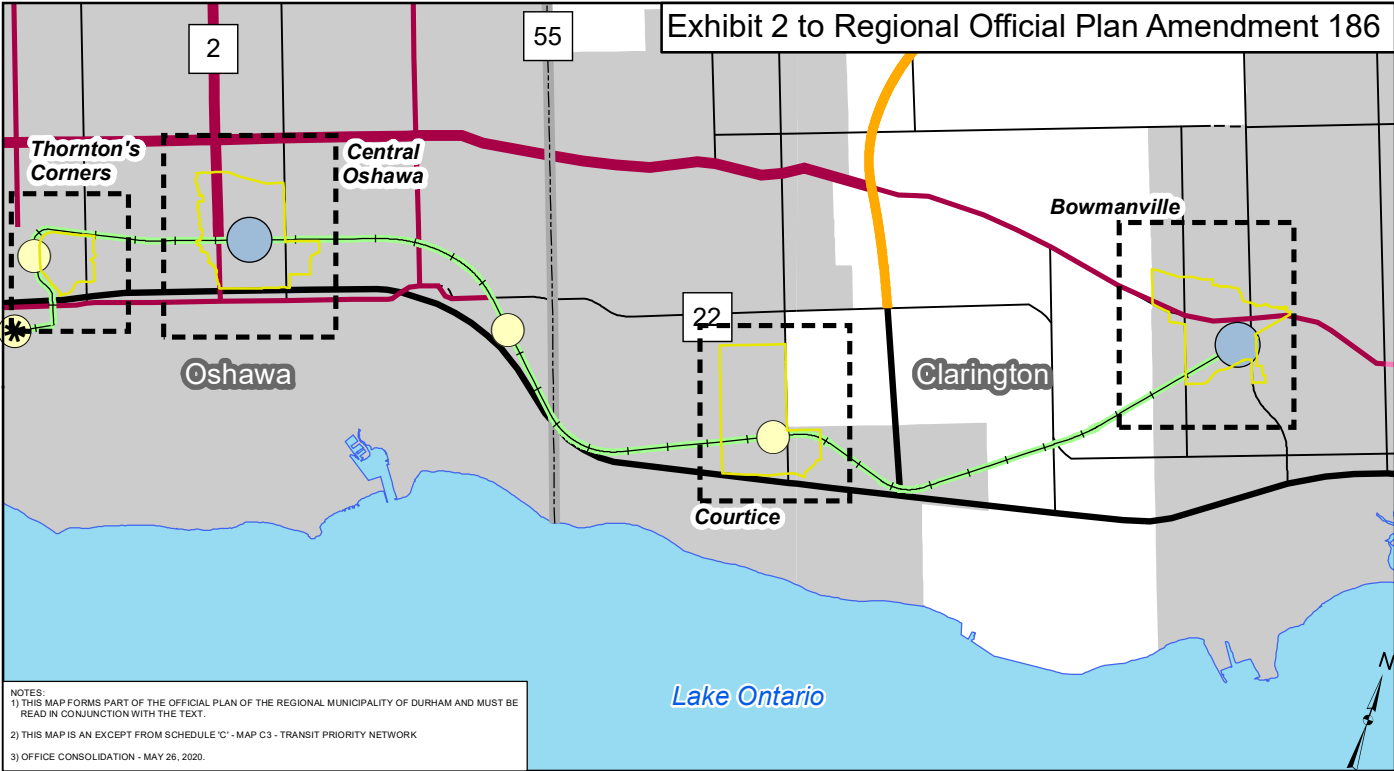 Exhibit 2 to Regional Official Plan Amendment 186
2
55
Thornton's
Corners
Central
Oshawa
Bowmanville
22
Oshawa
Clarington
Courtice
Lake Ontario
N
NOTES:
1) THIS MAP FORMS PART OF THE OFFICIAL PLAN OF THE REGIONAL MUNICIPALITY OF DURHAM AND MUST BE
READ IN CONJUNCTION WITH THE TEXT.
2) THIS MAP IS AN EXCEPT FROM SCHEDULE 'C' - MAP C3 - TRANSIT PRIORITY NETWORK
3) OFFICE CONSOLIDATION - MAY 26, 2020.